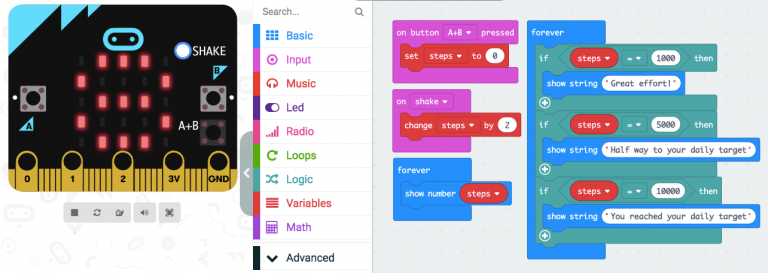 SHAKE
B
A
A+B
0 1 2 3V GND
Search...
Basic
Input
Music
Led
Radio
Loops
Logic
Variables
Math
Advanced
on button A+B pressed
set steps to 0
on shake
change steps by 2
forever
show number steps
forever
if steps = 1000 then
show string "Great effort!"
if steps = 5000 then
show string "Half way to your daily target"
if steps = 10000 then
show string "You reached your daily target"